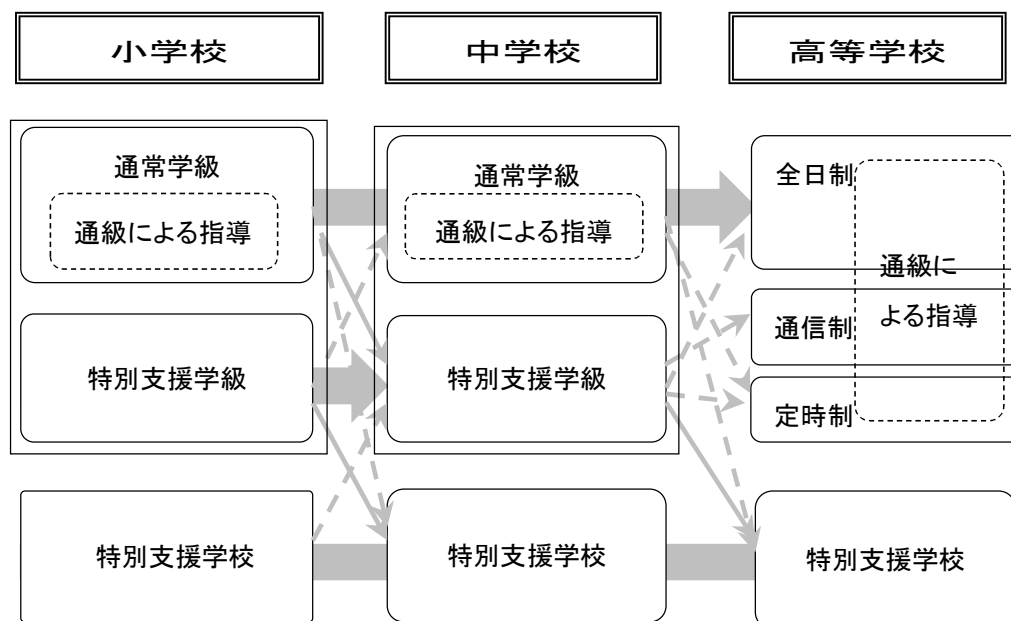 小学校
中学校
高等学校
通常学級
通級による指導
特別支援学級
特別支援学校
通常学級
通級による指導
特別支援学級
特別支援学校
全日制
通信制
定時制
通級に
よる指導
特別支援学校